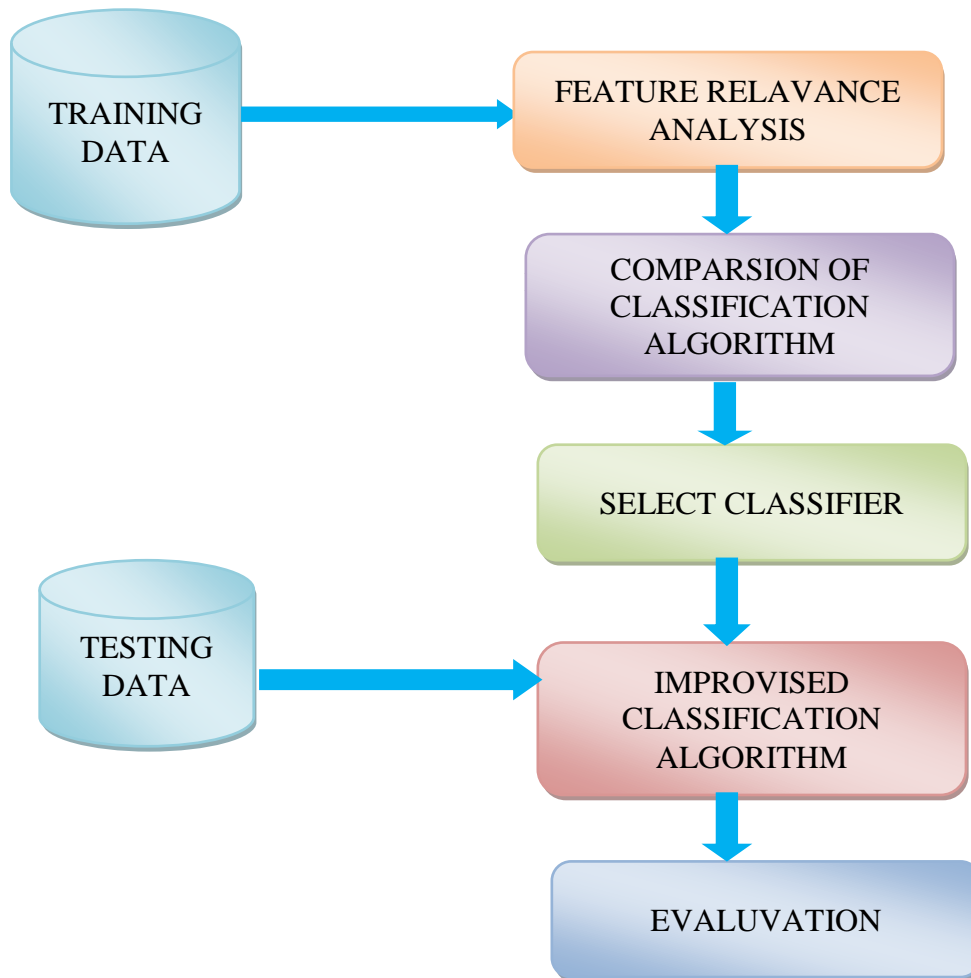 TRAINING
DATA
FEATURE RELAVANCE
ANALYSIS
COMPARSION OF
CLASSIFICATION
ALGORITHM
SELECT CLASSIFIER
TESTING
DATA
IMPROVISED
CLASSIFICATION
ALGORITHM
EVALUVATION